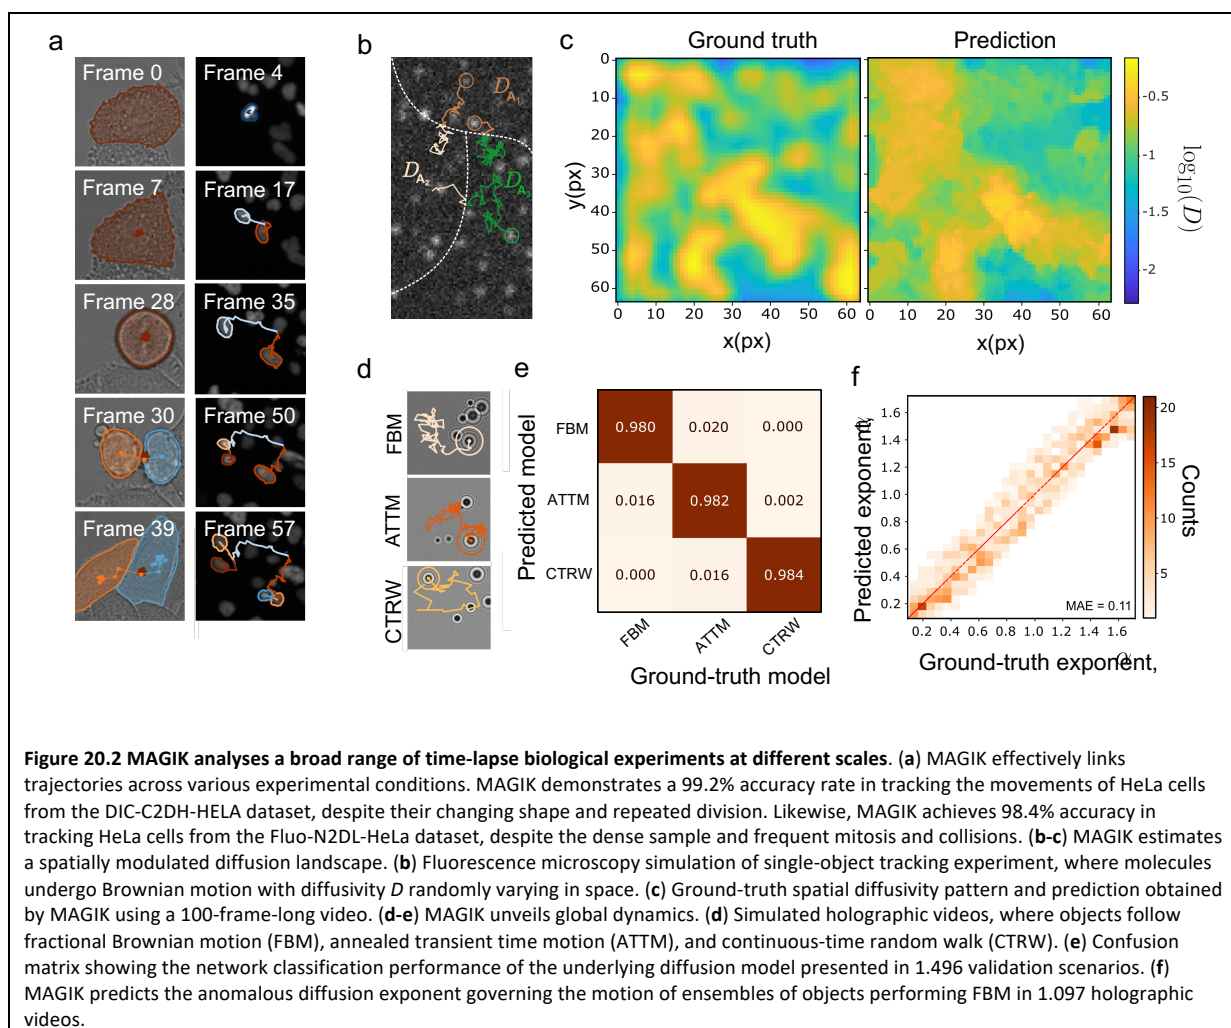 a
Frame 0
Frame 4
Frame 7
Frame 17
Frame 28
Frame 35
Frame 30
Frame 50
Frame 39
Frame 57
b
D_A₁
D_A₂
D_A₃
c
Ground truth
Prediction
0
10
20
30
40
50
60
y(px)
0 10 20 30 40 50 60
x(px)
0 10 20 30 40 50 60
x(px)
-0.5
-1
-1.5
-2
log₁₀(D)
d
FBM
ATTM
CTRW
e
Predicted model
FBM 0.980 0.020 0.000
ATTM 0.016 0.982 0.002
CTRW 0.000 0.016 0.984
FBM ATTM CTRW
Ground-truth model
f
Predicted exponent,
1.6
1.4
1.2
1.0
0.8
0.6
0.4
0.2
MAE = 0.11
0.2 0.4 0.6 0.8 1.0 1.2 1.4 1.6
Ground-truth exponent, α
20
15
10
5
Counts
Figure 20.2 MAGIK analyses a broad range of time-lapse biological experiments at different scales. (a) MAGIK effectively links
trajectories across various experimental conditions. MAGIK demonstrates a 99.2% accuracy rate in tracking the movements of HeLa cells
from the DIC-C2DH-HELA dataset, despite their changing shape and repeated division. Likewise, MAGIK achieves 98.4% accuracy in
tracking HeLa cells from the Fluo-N2DL-HeLa dataset, despite the dense sample and frequent mitosis and collisions. (b-c) MAGIK estimates
a spatially modulated diffusion landscape. (b) Fluorescence microscopy simulation of single-object tracking experiment, where molecules
undergo Brownian motion with diffusivity D randomly varying in space. (c) Ground-truth spatial diffusivity pattern and prediction obtained
by MAGIK using a 100-frame-long video. (d-e) MAGIK unveils global dynamics. (d) Simulated holographic videos, where objects follow
fractional Brownian motion (FBM), annealed transient time motion (ATTM), and continuous-time random walk (CTRW). (e) Confusion
matrix showing the network classification performance of the underlying diffusion model presented in 1.496 validation scenarios. (f)
MAGIK predicts the anomalous diffusion exponent governing the motion of ensembles of objects performing FBM in 1.097 holographic
videos.